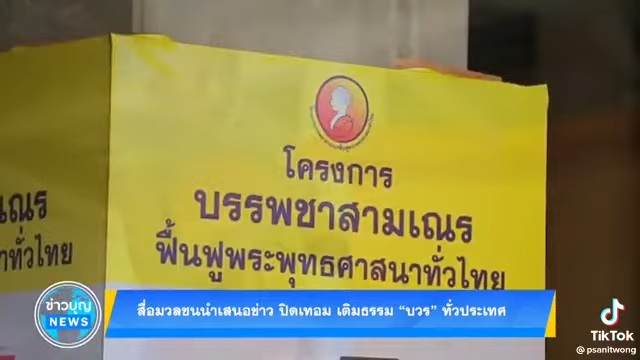 โครงการ
บรรพชาสามเณร
ฟื้นฟูพระพุทธศาสนาทั่วไทย
เณร
าทั่วไทย
ข่าวบุญ
NEWS
สื่อมวลชนนำเสนอข่าว ปิดเทอม เติมธรรม “บวร” ทั่วประเทศ
TikTok
@psanitwong